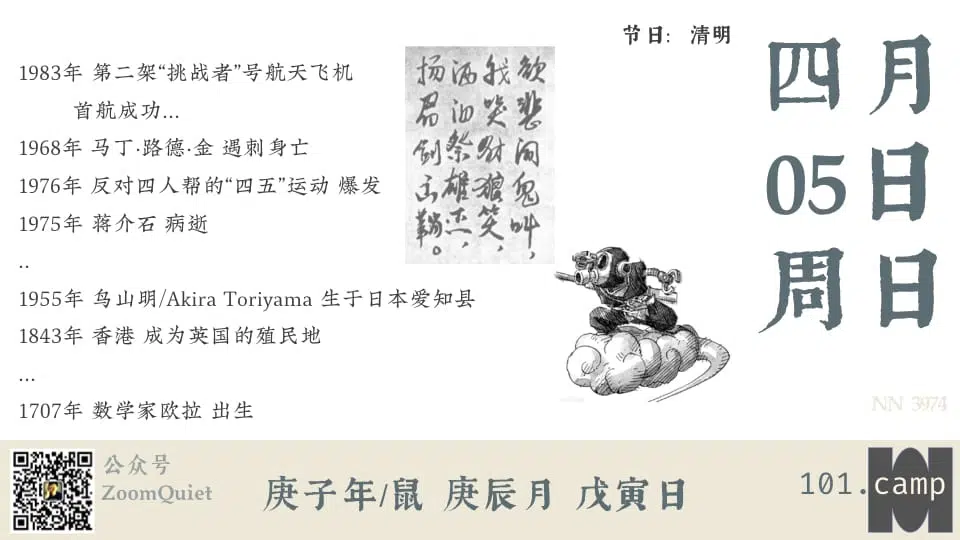 节日: 清明
四月
05日
周日
1983年 第二架“挑战者”号航天飞机
首航成功...
1968年 马丁·路德·金 遇刺身亡
1976年 反对四人帮的“四五”运动 爆发
1975年 蒋介石 病逝
..
1955年 鸟山明/Akira Toriyama 生于日本爱知县
1843年 香港 成为英国的殖民地
...
1707年 数学家欧拉 出生
欲悲闹鬼叫,
我哭豺狼笑,
洒泪祭雄杰,
扬眉剑出鞘。
NN 3974
公众号
ZoomQuiet
庚子年/鼠 庚辰月 戊寅日
101.camp